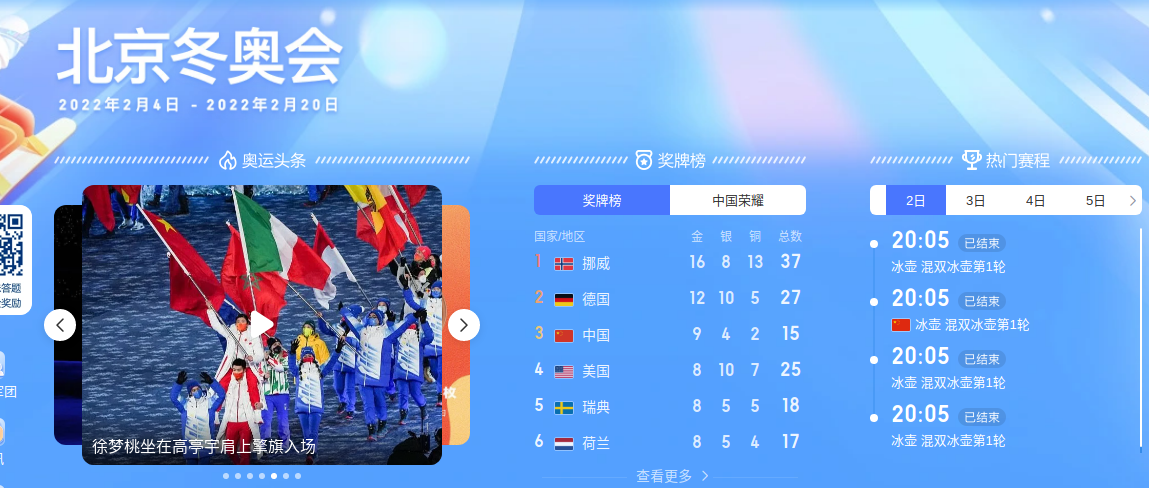 北京冬奥会
2022年2月4日 - 2022年2月20日
奥运头条
徐梦桃坐在高亭宇肩上擎旗入场
奖牌榜
奖牌榜 中国荣耀
国家/地区 金 银 铜 总数
1 挪威 16 8 13 37
2 德国 12 10 5 27
3 中国 9 4 2 15
4 美国 8 10 7 25
5 瑞典 8 5 5 18
6 荷兰 8 5 4 17
查看更多
热门赛程
2日 3日 4日 5日
20:05 已结束
冰壶 混双冰壶第1轮
20:05 已结束
冰壶 混双冰壶第1轮
20:05 已结束
冰壶 混双冰壶第1轮
20:05 已结束
冰壶 混双冰壶第1轮
答题
奖励
团
枚